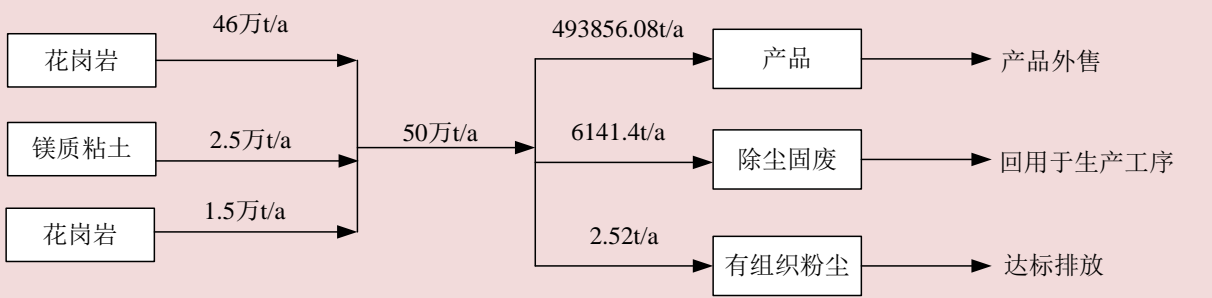 46万t/a
花岗岩
镁质粘土
2.5万t/a
1.5万t/a
花岗岩
50万t/a
493856.08t/a
产品
产品外售
6141.4t/a
除尘固废
回用于生产工序
2.52t/a
有组织粉尘
达标排放